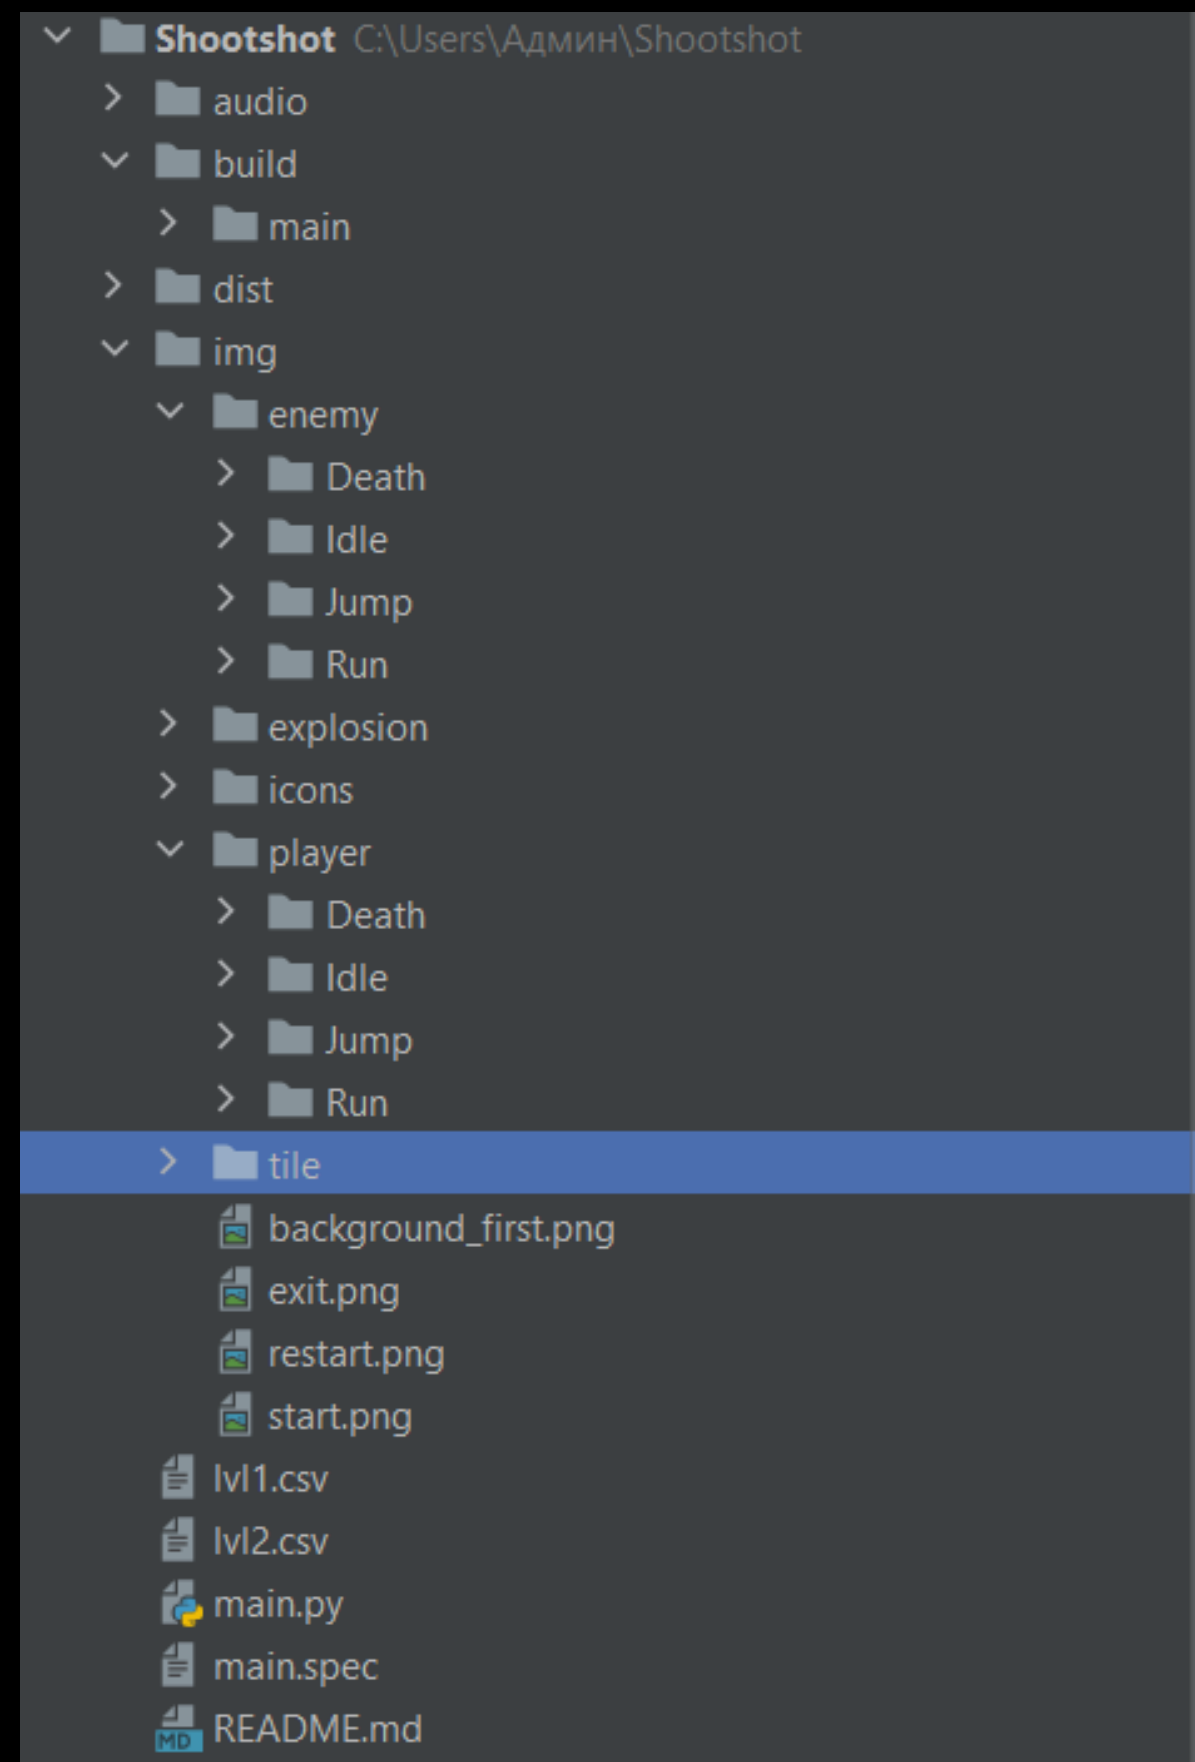 Shootshot C:\Users\Админ\Shootshot
audio
build
main
dist
img
enemy
Death
Idle
Jump
Run
explosion
icons
player
Death
Idle
Jump
Run
tile
background_first.png
exit.png
restart.png
start.png
lvl1.csv
lvl2.csv
main.py
main.spec
MD README.md